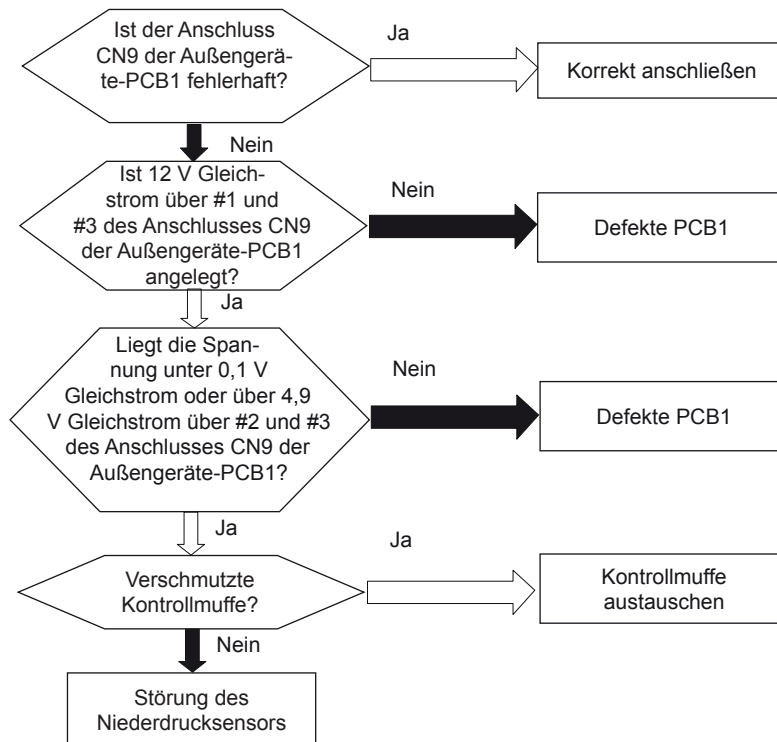 Ist der Anschluss
CN9 der Außengerä-
te-PCB1 fehlerhaft?
Ja
Korrekt anschließen
Nein
Ist 12 V Gleich-
strom über #1 und
#3 des Anschlusses CN9
der Außengeräte-PCB1
angelegt?
Nein
Defekte PCB1
Ja
Liegt die Span-
nung unter 0,1 V
Gleichstrom oder über 4,9
V Gleichstrom über #2 und #3
des Anschlusses CN9 der
Außengeräte-PCB1?
Nein
Defekte PCB1
Ja
Verschmutzte
Kontrollmuffe?
Ja
Kontrollmuffe
austauschen
Nein
Störung des
Niederdrucksensors